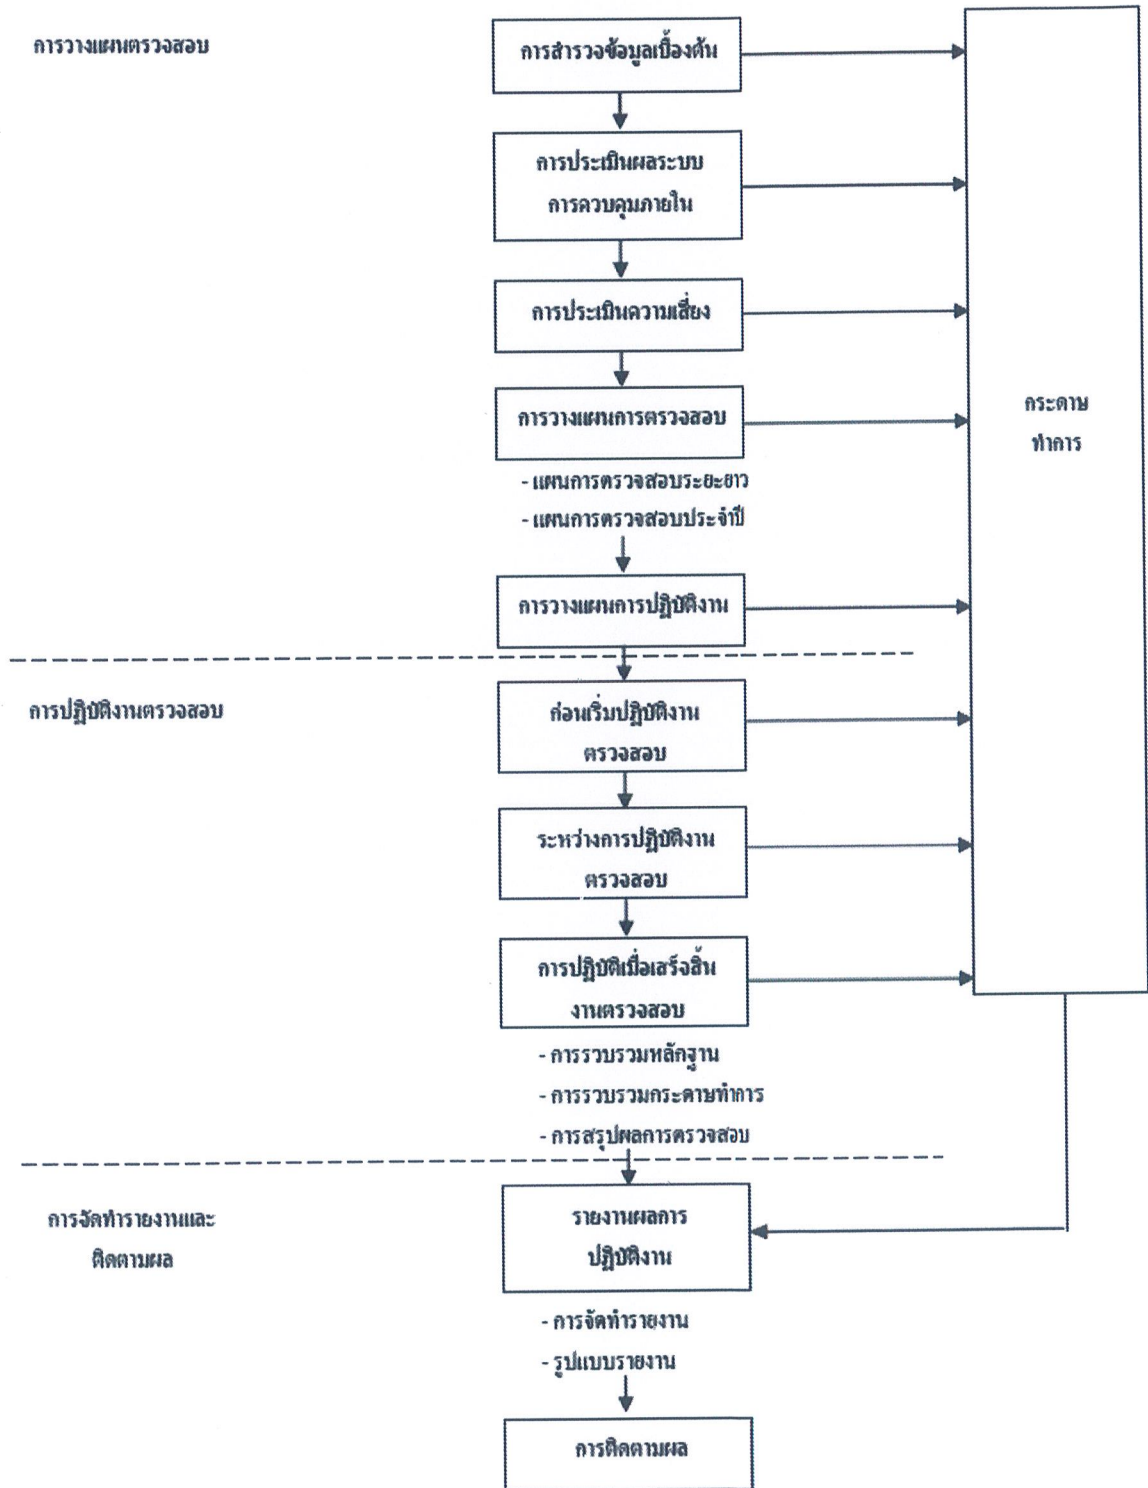 การวางแผนตรวจสอบ
การสำรวจข้อมูลเบื้องต้น
การประเมินผลระบบ
การควบคุมภายใน
การประเมินความเสี่ยง
การวางแผนการตรวจสอบ
- แผนการตรวจสอบระยะยาว
- แผนการตรวจสอบประจำปี
การวางแผนการปฏิบัติงาน
กระดาษ
ทำการ
การปฏิบัติงานตรวจสอบ
ก่อนเริ่มปฏิบัติงาน
ตรวจสอบ
ระหว่างการปฏิบัติงาน
ตรวจสอบ
การปฏิบัติเมื่อเสร็จสิ้น
งานตรวจสอบ
- การรวบรวมหลักฐาน
- การรวบรวมกระดาษทำการ
- การสรุปผลการตรวจสอบ
การจัดทำรายงานและ
ติดตามผล
รายงานผลการ
ปฏิบัติงาน
- การจัดทำรายงาน
- รูปแบบรายงาน
การติดตามผล